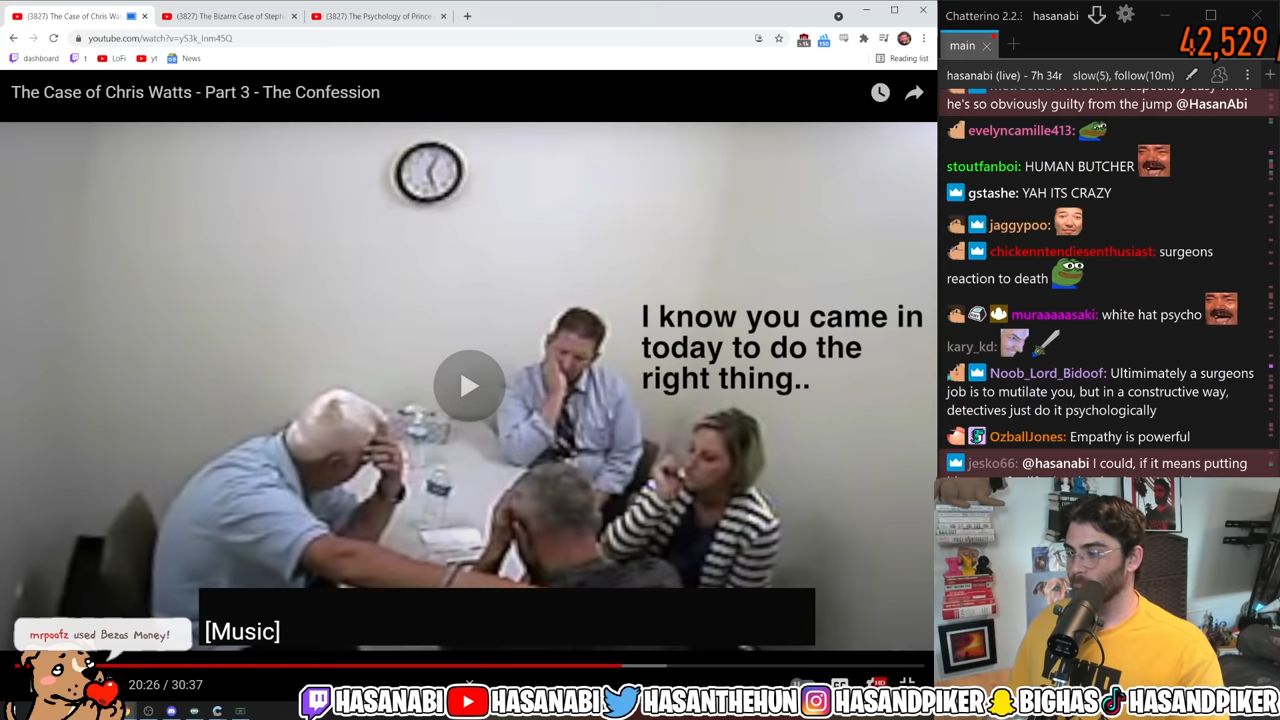 (3827) The Case of Chris Wat
(3827) The Bizarre Case of Steph
(3827) The Psychology of Prince
Chatterino 2.2.
hasanabi
youtube.com/watch?v=yS3k_Inm45Q
main
42,529
dashboard
t
LoFi
yt
News
Reading list
hasanabi (live) - 7h 34r
slow(5), follow(10m)
The Case of Chris Watts - Part 3 - The Confession
he's so obviously guilty from the jump @HasanAbi
evelyncamille413:
stoutfanboi: HUMAN BUTCHER
gstashe: YAH ITS CRAZY
jaggypoo:
chickenntendiesenthusiast: surgeons
reaction to death
muraaaaasaki: white hat psycho
kary_kd:
Noob_Lord_Bidoof: Ultimimately a surgeons
job is to mutilate you, but in a constructive way,
detectives just do it psychologically
OzballJones: Empathy is powerful
jesko66: @hasanabi I could, if it means putting
I know you came in
today to do the
right thing..
[Music]
mrpoofz used Bezos Money!
20:26 / 30:37
HD
HASANABI
HASANABI
HASANTHEHUN
HASANDPIKER
BIGHAS
HASANDPIKER